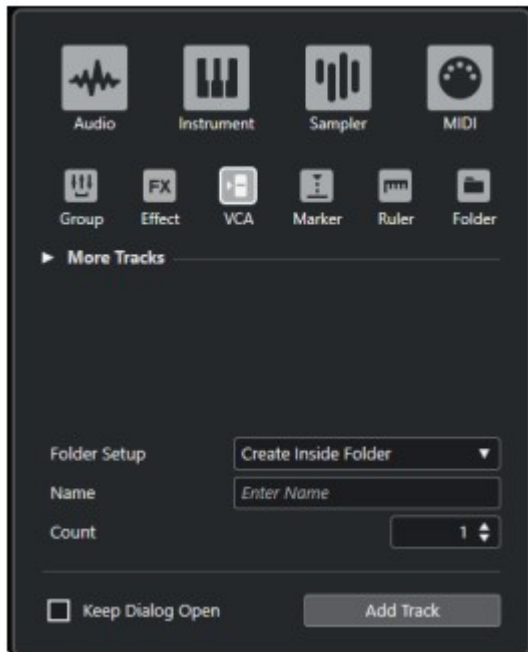 Audio Instrument Sampler MIDI
FX
Group Effect VCA Marker Ruler Folder
More Tracks
Folder Setup Create Inside Folder
Name Enter Name
Count 1
Keep Dialog Open Add Track